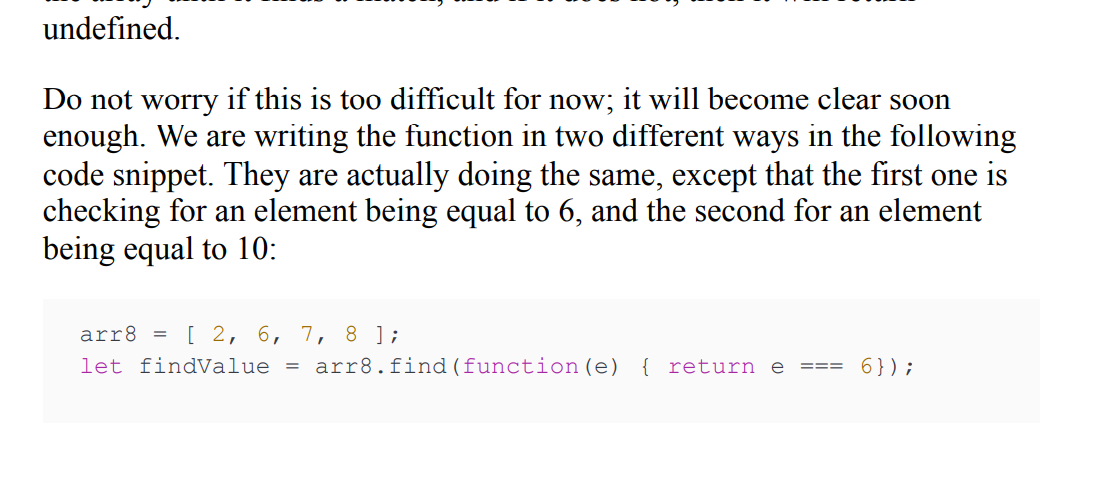 undefined.
Do not worry if this is too difficult for now; it will become clear soon
enough. We are writing the function in two different ways in the following
code snippet. They are actually doing the same, except that the first one is
checking for an element being equal to 6, and the second for an element
being equal to 10:
arr8 = [ 2, 6, 7, 8 ];
let findValue = arr8.find(function(e) { return e === 6});